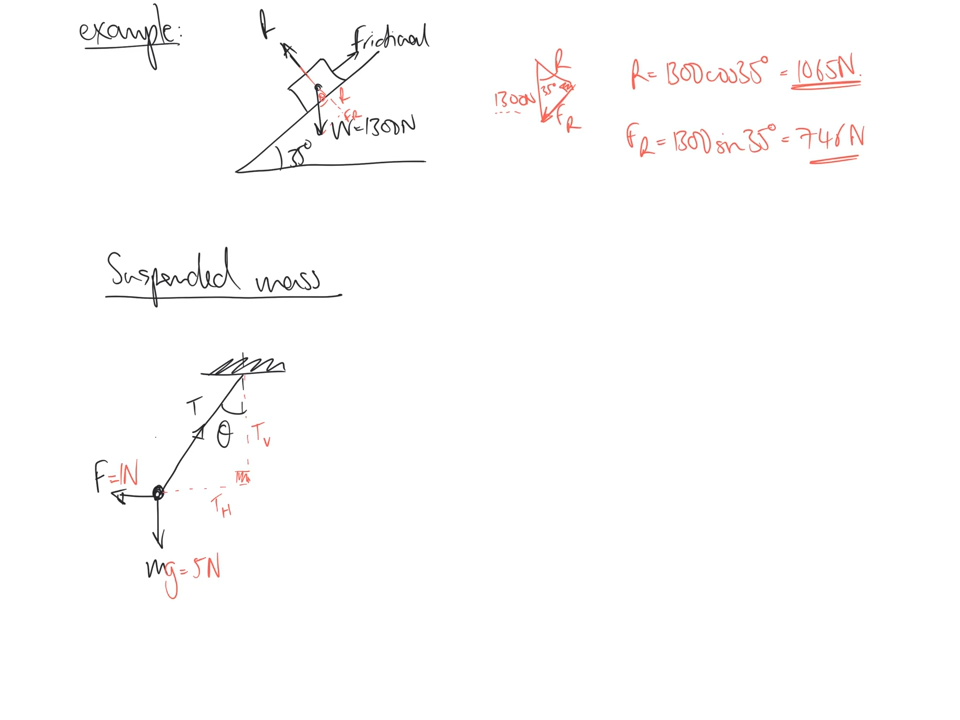 example:
R
Frictional
R
FR
W=1300N
35°
1300N
R
35°
FR
R = 1300cos35° = 1065N.
FR = 1300sin35° = 746N
Suspended mass
T
θ
TV
F=1N
TH
mg=5N